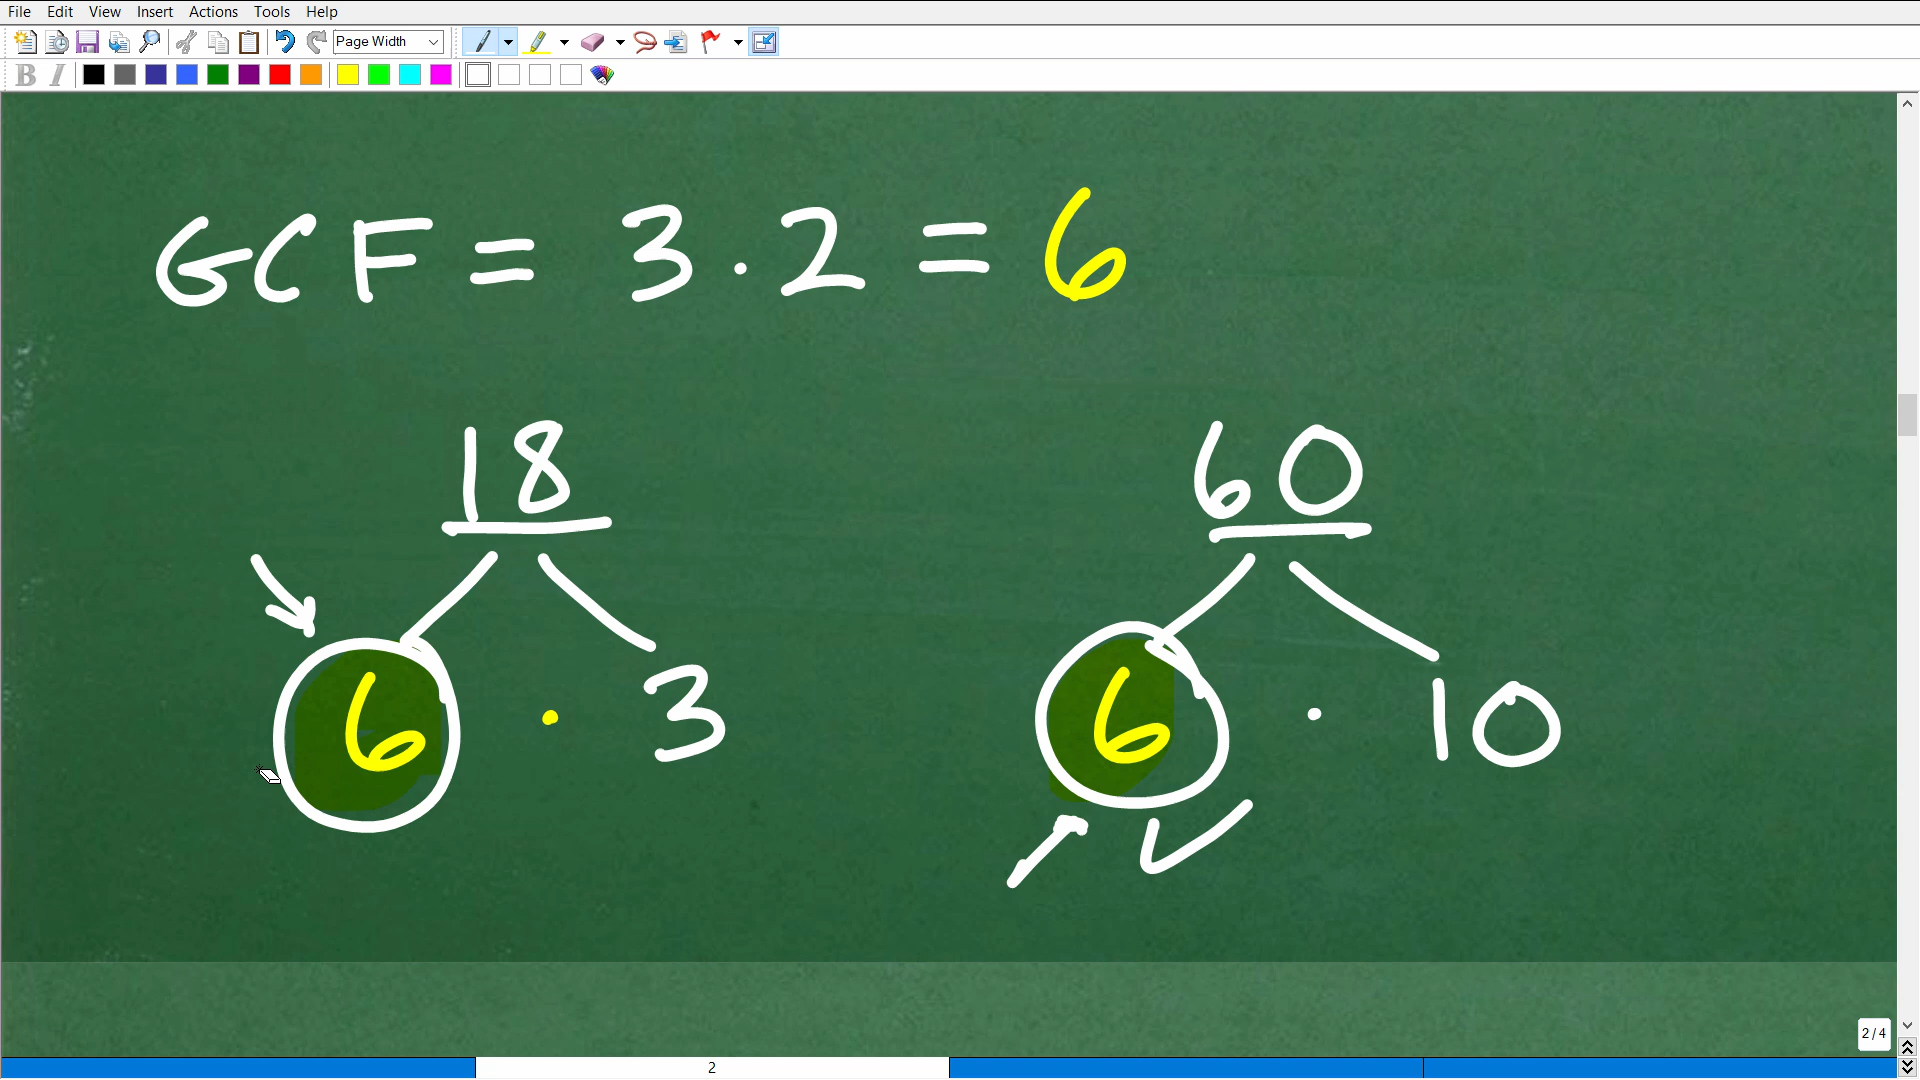 File Edit View Insert Actions Tools Help
Page Width
B I
GCF = 3 · 2 = 6
18 60
6 · 3 6 · 10
2 / 4
2